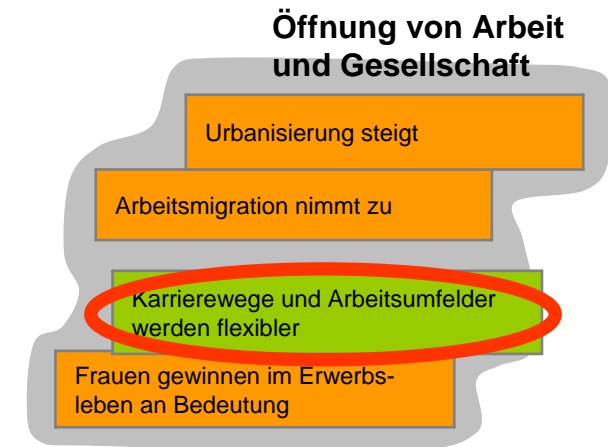 Öffnung von Arbeit
und Gesellschaft
Urbanisierung steigt
Arbeitsmigration nimmt zu
Karrierewege und Arbeitsumfelder
werden flexibler
Frauen gewinnen im Erwerbs-
leben an Bedeutung